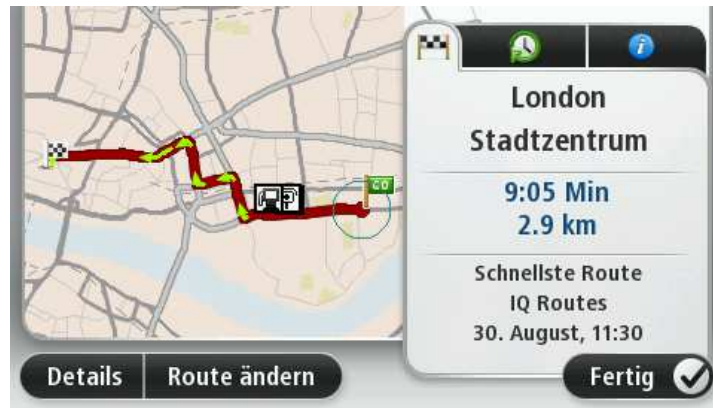 GO
London
Stadtzentrum
9:05 Min
2.9 km
Schnellste Route
IQ Routes
30. August, 11:30
Details
Route ändern
Fertig